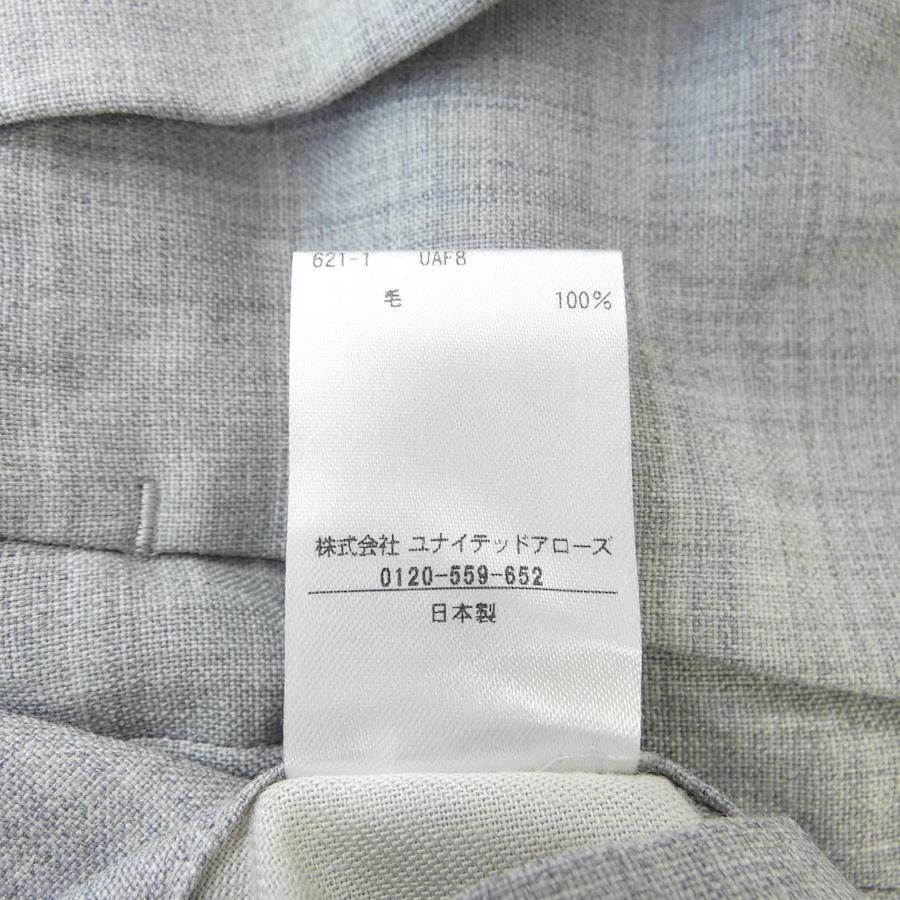 621-1 UAF8
毛 100%
株式会社 ユナイテッドアローズ
0120-559-652
日本製